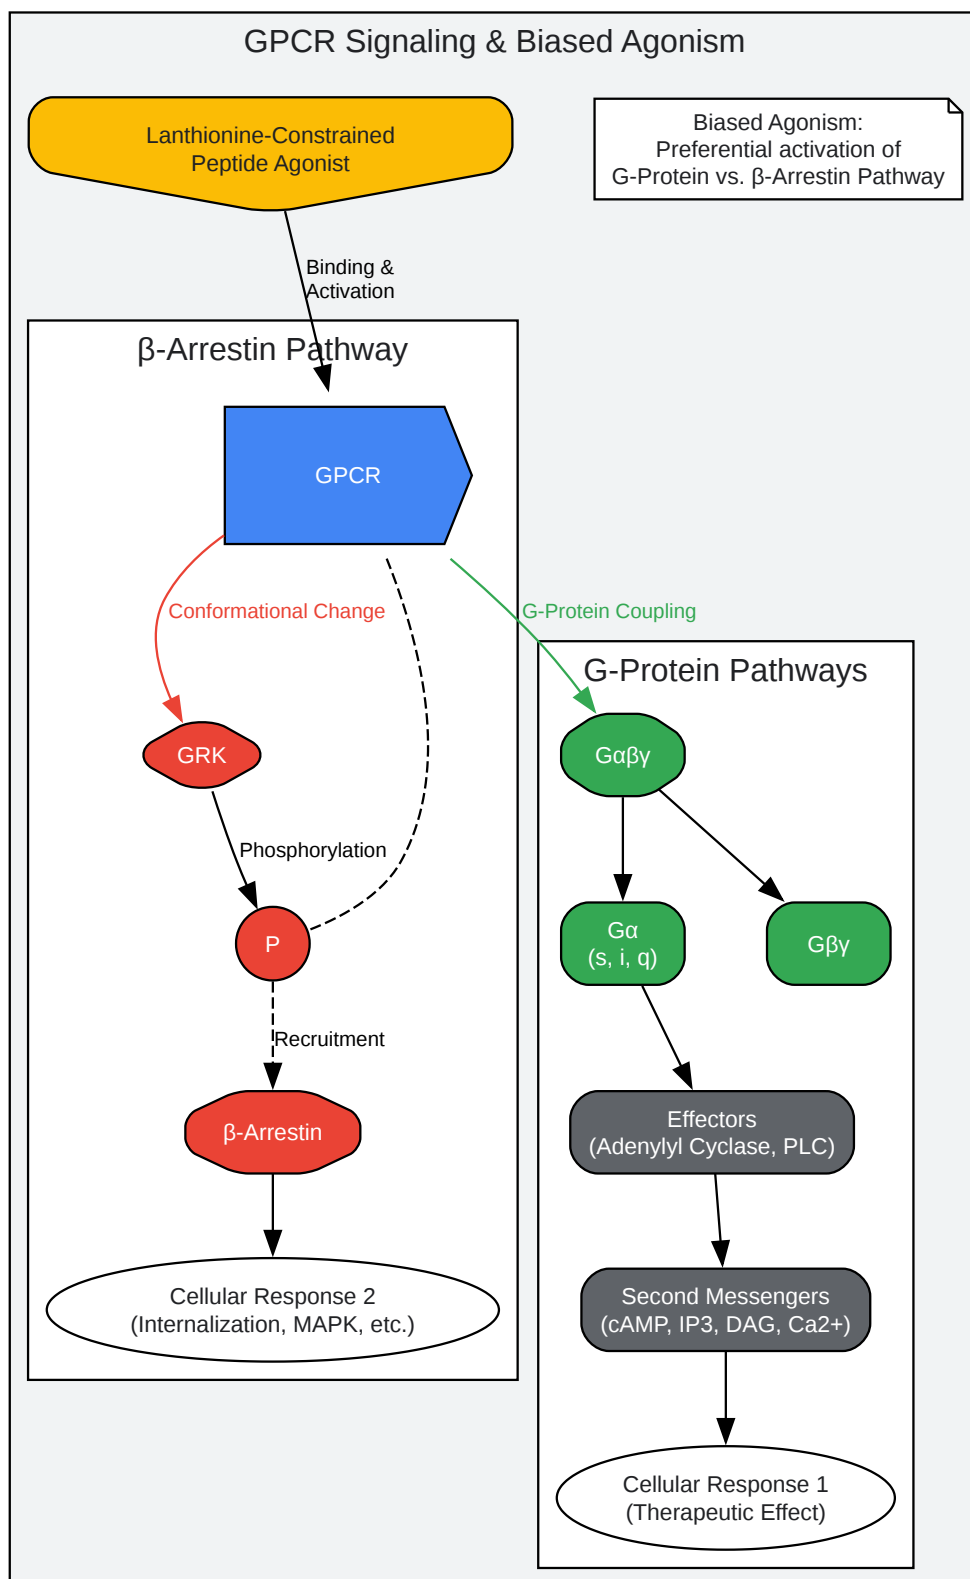 GPCR Signaling & Biased Agonism
Lanthionine-Constrained
Peptide Agonist
Biased Agonism:
Preferential activation of
G-Protein vs. β-Arrestin Pathway
Binding &
Activation
β-Arrestin Pathway
GPCR
Conformational Change
G-Protein Coupling
G-Protein Pathways
GRK
Gαβγ
Phosphorylation
P
Gα
(s, i, q)
Gβγ
Recruitment
β-Arrestin
Effectors
(Adenylyl Cyclase, PLC)
Cellular Response 2
(Internalization, MAPK, etc.)
Second Messengers
(cAMP, IP3, DAG, Ca2+)
Cellular Response 1
(Therapeutic Effect)